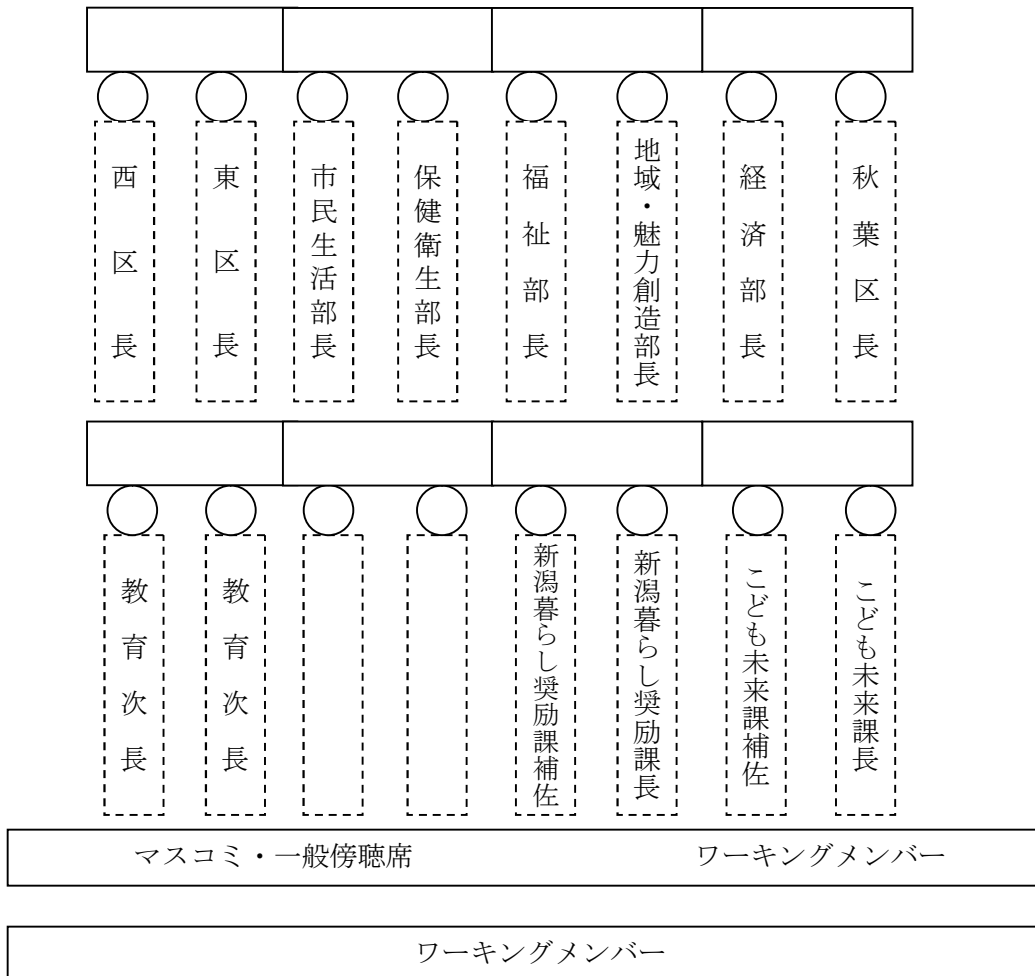 西区長
東区長
市民生活部長
保健衛生部長
福祉部長
地域・魅力創造部長
経済部長
秋葉区長
教育次長
教育次長
新潟暮らし奨励課補佐
新潟暮らし奨励課長
こども未来課補佐
こども未来課長
マスコミ・一般傍聴席 ワーキングメンバー
ワーキングメンバー